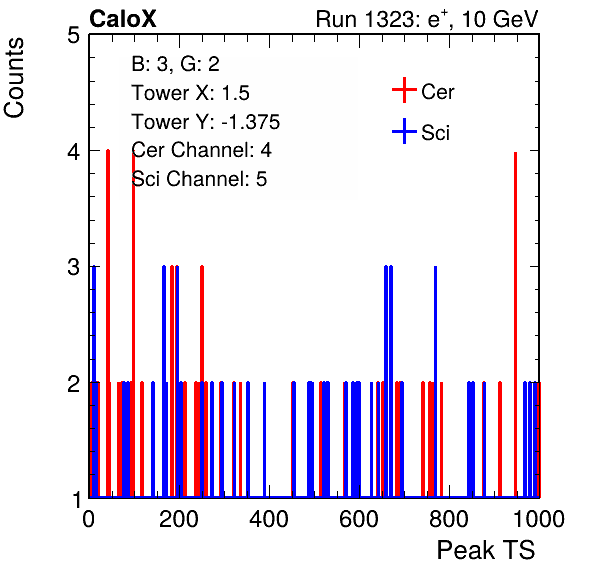 CaloX Run 1323: e⁺, 10 GeV
Counts
5
4
3
2
1
B: 3, G: 2
Tower X: 1.5
Tower Y: -1.375
Cer Channel: 4
Sci Channel: 5
Cer
Sci
0 200 400 600 800 1000
Peak TS